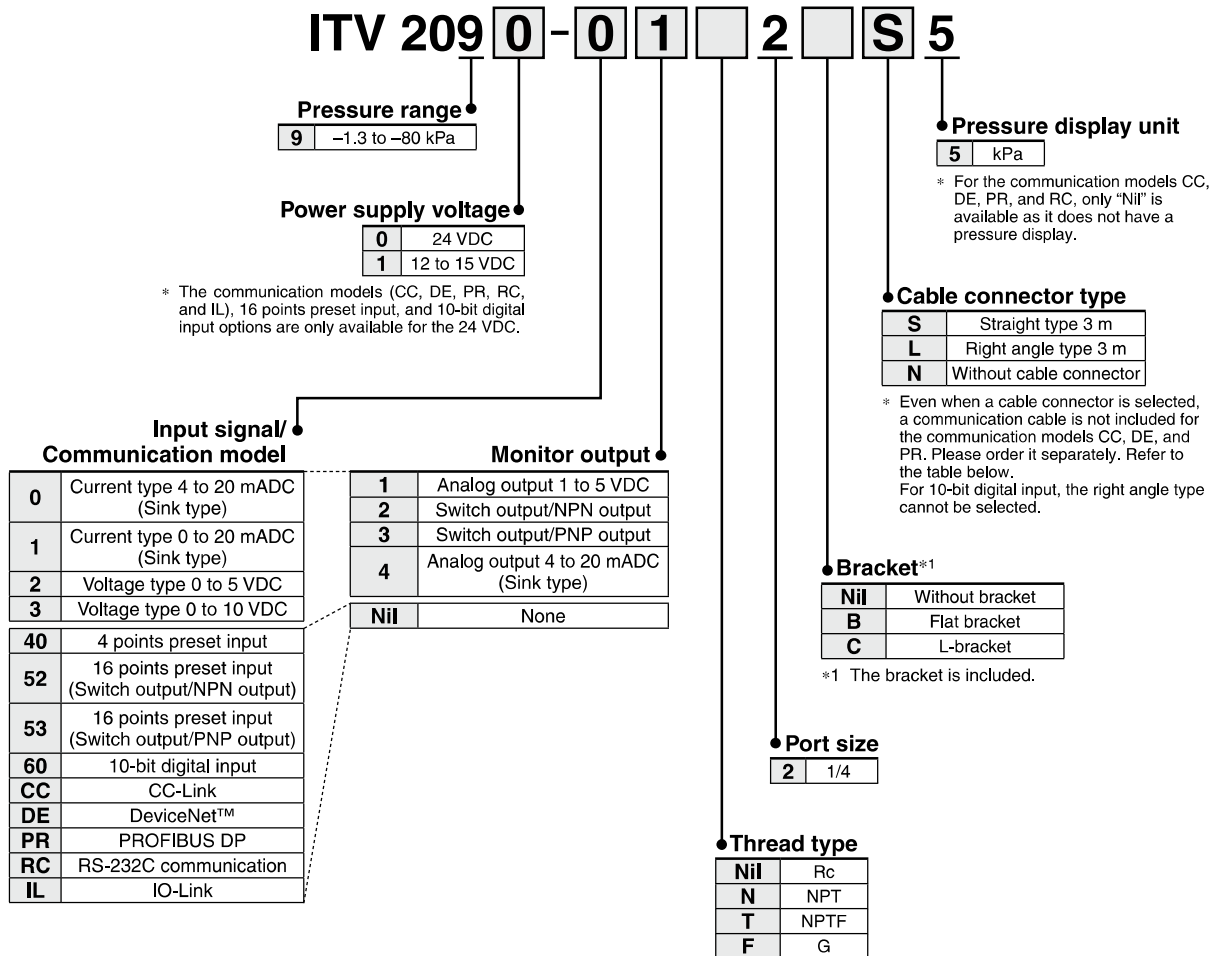 ITV 2090-01 2 S5
Pressure range
9 –1.3 to –80 kPa
Power supply voltage
0 24 VDC
1 12 to 15 VDC
* The communication models (CC, DE, PR, RC,
and IL), 16 points preset input, and 10-bit digital
input options are only available for the 24 VDC.
Input signal/
Communication model
0 Current type 4 to 20 mADC
(Sink type)
1 Current type 0 to 20 mADC
(Sink type)
2 Voltage type 0 to 5 VDC
3 Voltage type 0 to 10 VDC
40 4 points preset input
52 16 points preset input
(Switch output/NPN output)
53 16 points preset input
(Switch output/PNP output)
60 10-bit digital input
CC CC-Link
DE DeviceNet™
PR PROFIBUS DP
RC RS-232C communication
IL IO-Link
Monitor output
1 Analog output 1 to 5 VDC
2 Switch output/NPN output
3 Switch output/PNP output
4 Analog output 4 to 20 mADC
(Sink type)
Nil None
Pressure display unit
5 kPa
* For the communication models CC,
DE, PR, and RC, only “Nil” is
available as it does not have a
pressure display.
Cable connector type
S Straight type 3 m
L Right angle type 3 m
N Without cable connector
* Even when a cable connector is selected,
a communication cable is not included for
the communication models CC, DE, and
PR. Please order it separately. Refer to
the table below.
For 10-bit digital input, the right angle type
cannot be selected.
Bracket*1
Nil Without bracket
B Flat bracket
C L-bracket
*1 The bracket is included.
Port size
2 1/4
Thread type
Nil Rc
N NPT
T NPTF
F G